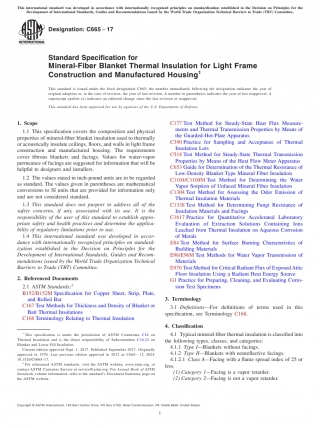 This international standard was developed in accordance with internationally recognized principles on standardization established in the Decision on Principles for the
Development of International Standards, Guides and Recommendations issued by the World Trade Organization Technical Barriers to Trade (TBT) Committee.
Designation: C665 − 17
INTERNATIONAL
Standard Specification for
Mineral-Fiber Blanket Thermal Insulation for Light Frame
Construction and Manufactured Housing1
This standard is issued under the fixed designation C665; the number immediately following the designation indicates the year of
original adoption or, in the case of revision, the year of last revision. A number in parentheses indicates the year of last reapproval. A
superscript epsilon (ε) indicates an editorial change since the last revision or reapproval.
This standard has been approved for use by agencies of the U.S. Department of Defense.
1. Scope
1.1 This specification covers the composition and physical
properties of mineral-fiber blanket insulation used to thermally
or acoustically insulate ceilings, floors, and walls in light frame
construction and manufactured housing. The requirements
cover fibrous blankets and facings. Values for water-vapor
permeance of facings are suggested for information that will be
helpful to designers and installers.
1.2 The values stated in inch-pound units are to be regarded
as standard. The values given in parentheses are mathematical
conversions to SI units that are provided for information only
and are not considered standard.
1.3 This standard does not purport to address all of the
safety concerns, if any, associated with its use. It is the
responsibility of the user of this standard to establish appro-
priate safety and health practices and determine the applica-
bility of regulatory limitations prior to use.
1.4 This international standard was developed in accor-
dance with internationally recognized principles on standard-
ization established in the Decision on Principles for the
Development of International Standards, Guides and Recom-
mendations issued by the World Trade Organization Technical
Barriers to Trade (TBT) Committee.
2. Referenced Documents
2.1 ASTM Standards:2
B152/B152M Specification for Copper Sheet, Strip, Plate,
and Rolled Bar
C167 Test Methods for Thickness and Density of Blanket or
Batt Thermal Insulations
C168 Terminology Relating to Thermal Insulation
1 This specification is under the jurisdiction of ASTM Committee C16 on
Thermal Insulation and is the direct responsibility of Subcommittee C16.23 on
Blanket and Loose Fill Insulation.
Current edition approved Sept. 1, 2017. Published September 2017. Originally
approved in 1970. Last previous edition approved in 2012 as C665 – 12. DOI:
10.1520/C0665-17.
2 For referenced ASTM standards, visit the ASTM website, www.astm.org, or
contact ASTM Customer Service at service@astm.org. For Annual Book of ASTM
Standards volume information, refer to the standard's Document Summary page on
the ASTM website.
C177 Test Method for Steady-State Heat Flux Measure-
ments and Thermal Transmission Properties by Means of
the Guarded-Hot-Plate Apparatus
C390 Practice for Sampling and Acceptance of Thermal
Insulation Lots
C518 Test Method for Steady-State Thermal Transmission
Properties by Means of the Heat Flow Meter Apparatus
C653 Guide for Determination of the Thermal Resistance of
Low-Density Blanket-Type Mineral Fiber Insulation
C1104/C1104M Test Method for Determining the Water
Vapor Sorption of Unfaced Mineral Fiber Insulation
C1304 Test Method for Assessing the Odor Emission of
Thermal Insulation Materials
C1338 Test Method for Determining Fungi Resistance of
Insulation Materials and Facings
C1617 Practice for Quantitative Accelerated Laboratory
Evaluation of Extraction Solutions Containing Ions
Leached from Thermal Insulation on Aqueous Corrosion
of Metals
E84 Test Method for Surface Burning Characteristics of
Building Materials
E96/E96M Test Methods for Water Vapor Transmission of
Materials
E970 Test Method for Critical Radiant Flux of Exposed Attic
Floor Insulation Using a Radiant Heat Energy Source
G1 Practice for Preparing, Cleaning, and Evaluating Corro-
sion Test Specimens
3. Terminology
3.1 Definitions—For definitions of terms used in this
specification, see Terminology C168.
4. Classification
4.1 Typical mineral-fiber thermal insulation is classified into
the following types, classes, and categories:
4.1.1 Type I—Blankets without facings.
4.1.2 Type II—Blankets with nonreflective facings.
4.1.2.1 Class A—Facing with a flame spread index of 25 or
less.
(1) Category 1—Facing is a vapor retarder.
(2) Category 2—Facing is not a vapor retarder.
Copyright © ASTM International, 100 Barr Harbor Drive, PO Box C700, West Conshohocken, PA 19428-2959. United States
1